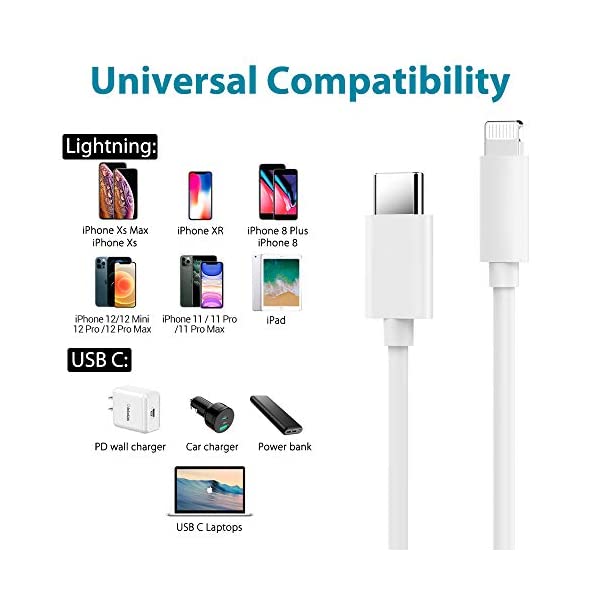 Universal Compatibility
Lightning:
iPhone Xs Max
iPhone Xs
iPhone XR
iPhone 8 Plus
iPhone 8
iPhone 12/12 Mini
12 Pro /12 Pro Max
iPhone 11 / 11 Pro
/11 Pro Max
iPad
USB C:
PD wall charger
Car charger
Power bank
USB C Laptops